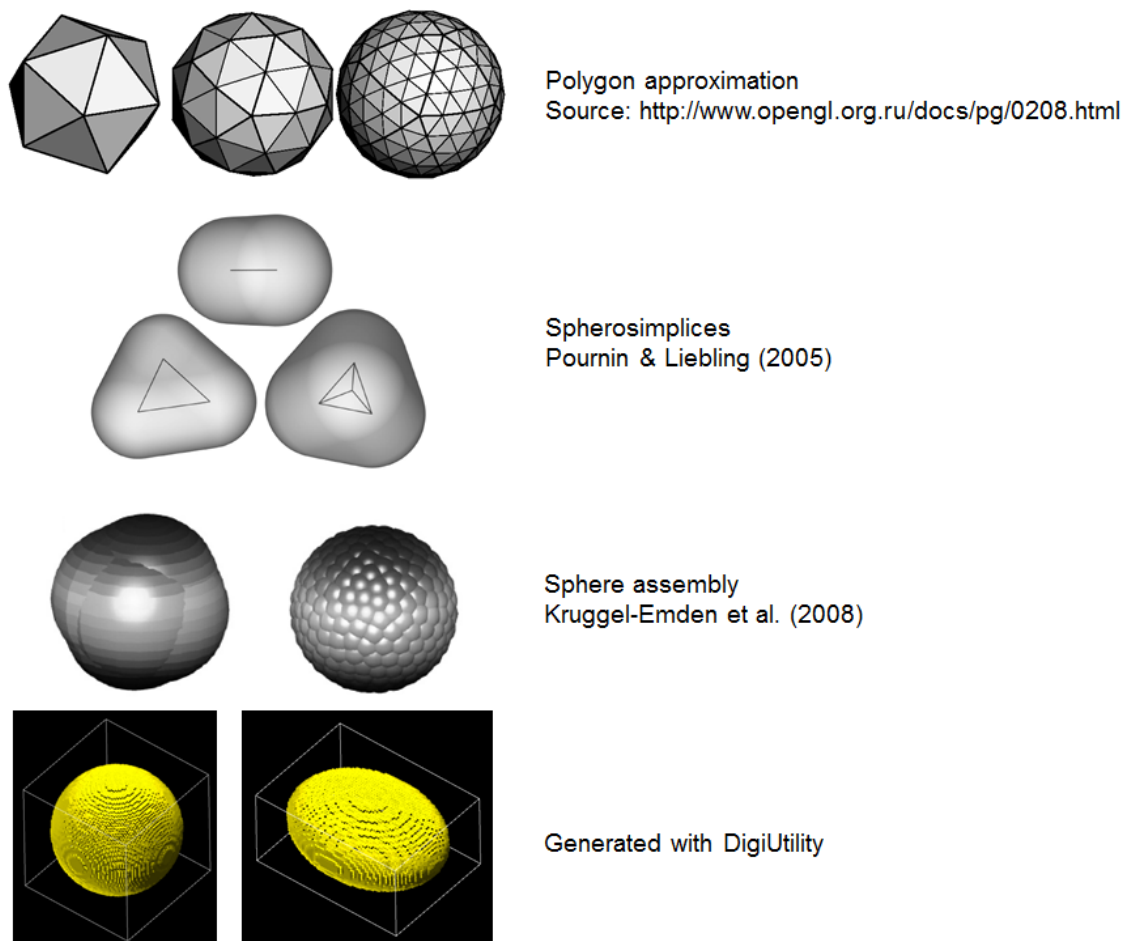 Polygon approximation
Source: http://www.opengl.org.ru/docs/pg/0208.html
Spherosimplices
Pournin & Liebling (2005)
Sphere assembly
Kruggel-Emden et al. (2008)
Generated with DigiUtility